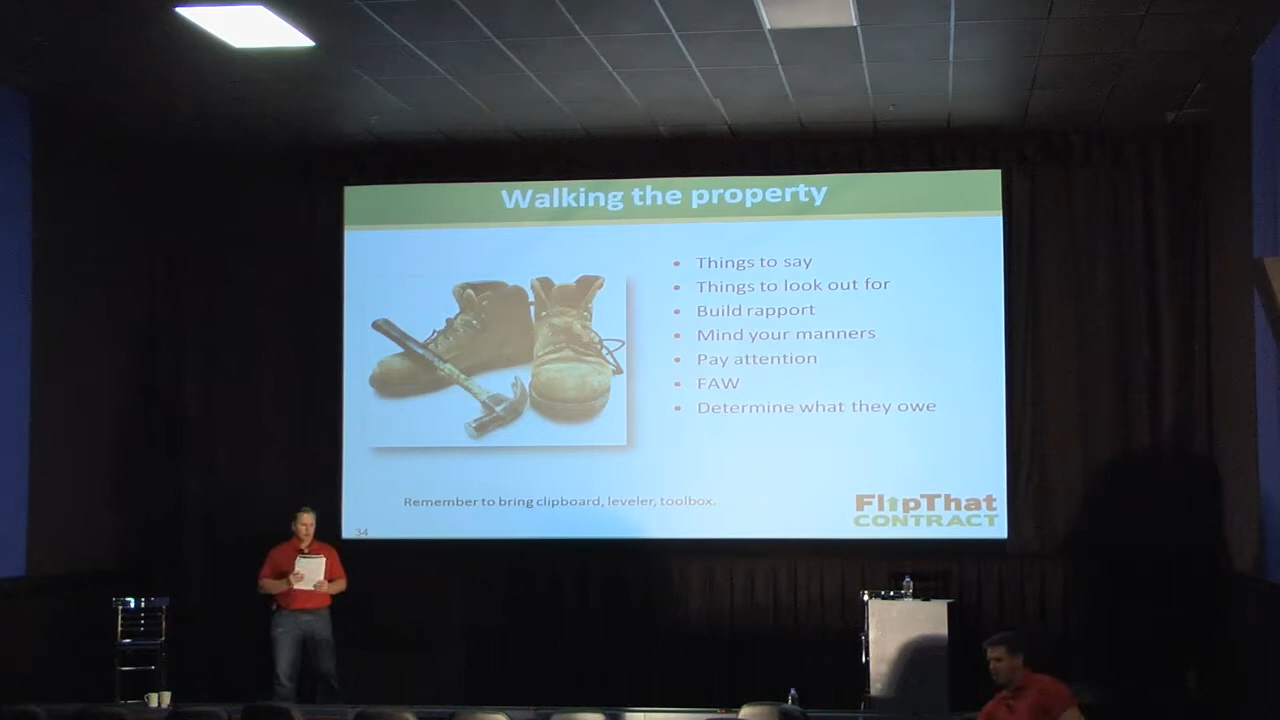 Walking the property
• Things to say
• Things to look out for
• Build rapport
• Mind your manners
• Pay attention
• FAW
• Determine what they owe
Remember to bring clipboard, leveler, toolbox.
FlipThat
CONTRACT
34